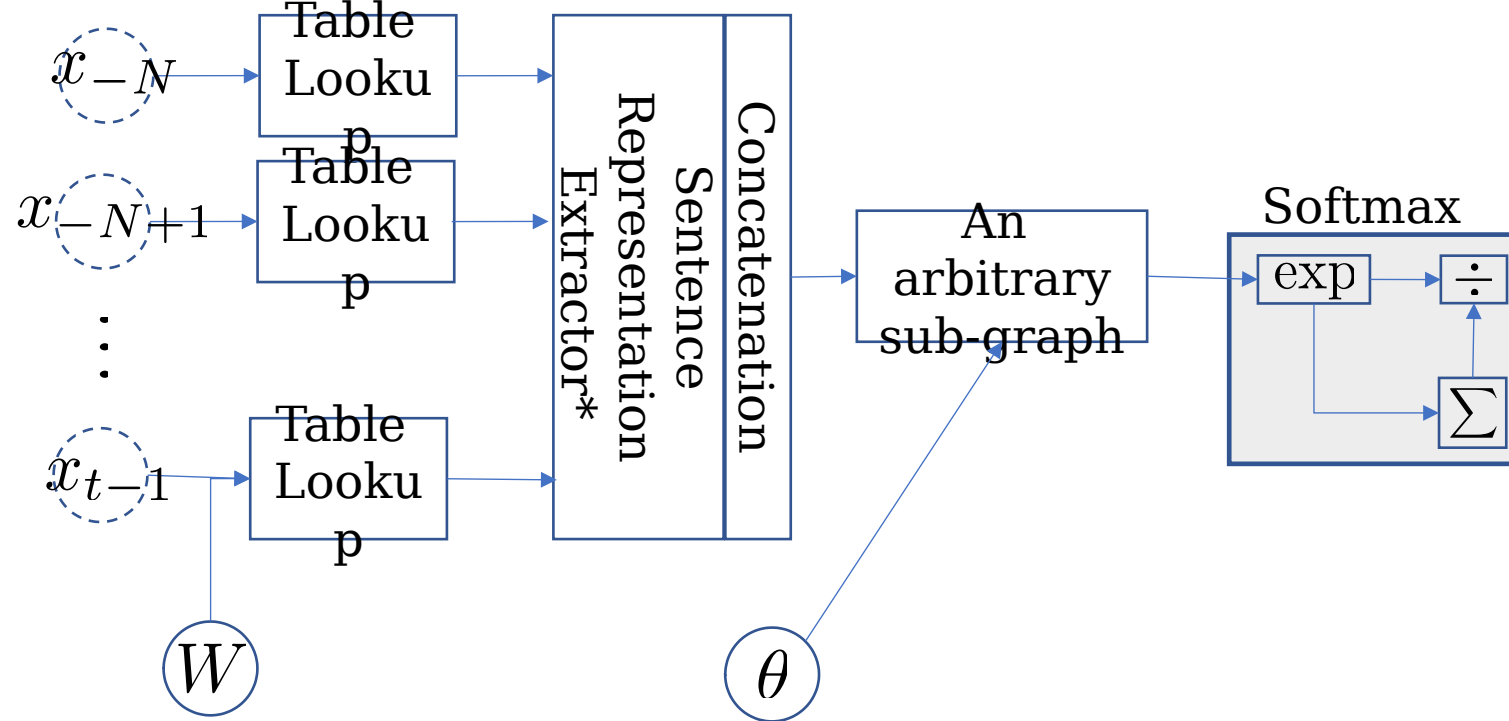 x_{-N}
Table
Looku
p
x_{-N+1}
Table
Looku
p
⋮
x_{t-1}
Table
Looku
p
W
Sentence
Representation
Extractor*
Concatenation
An
arbitrary
sub-graph
θ
Softmax
exp
÷
∑